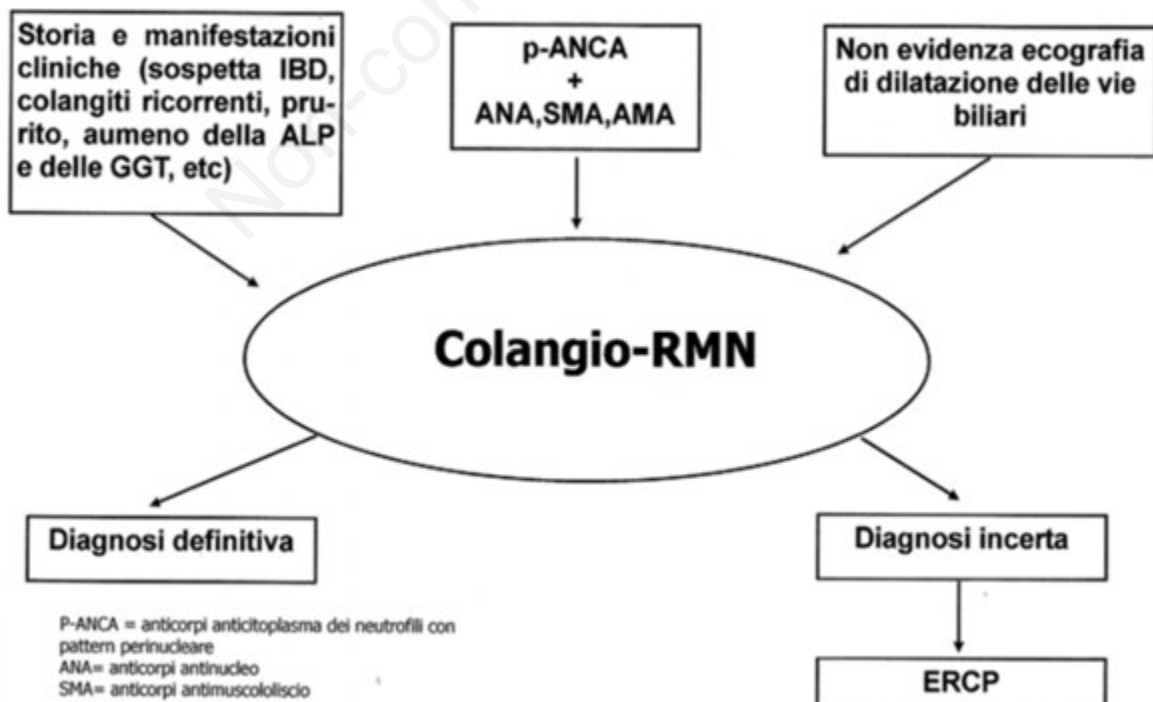 Storia e manifestazioni
cliniche (sospetta IBD,
colangiti ricorrenti, pru-
rito, aumeno della ALP
e delle GGT, etc)
p-ANCA
+
ANA,SMA,AMA
Non evidenza ecografia
di dilatazione delle vie
biliari
Colangio-RMN
Diagnosi definitiva
Diagnosi incerta
ERCP
P-ANCA = anticorpi anticitoplasma dei neutrofili con
pattern perinucleare
ANA= anticorpi antinucleo
SMA= anticorpi antimuscololiscio
Non-com